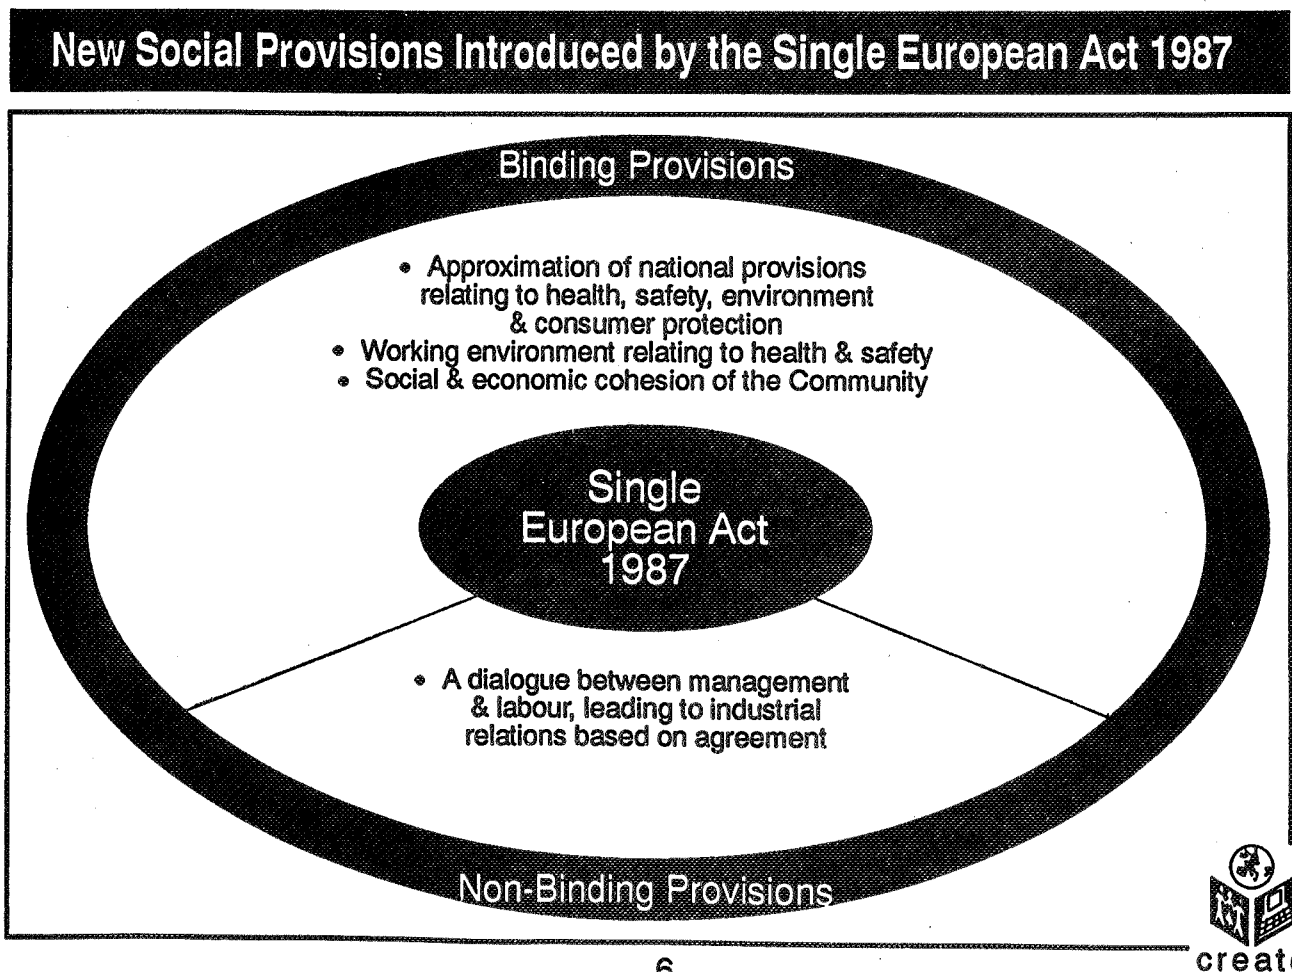 New Social Provisions Introduced by the Single European Act 1987
Binding Provisions
• Approximation of national provisions
relating to health, safety, environment
& consumer protection
• Working environment relating to health & safety
• Social & economic cohesion of the Community
Single
European Act
1987
• A dialogue between management
& labour, leading to industrial
relations based on agreement
Non-Binding Provisions
6